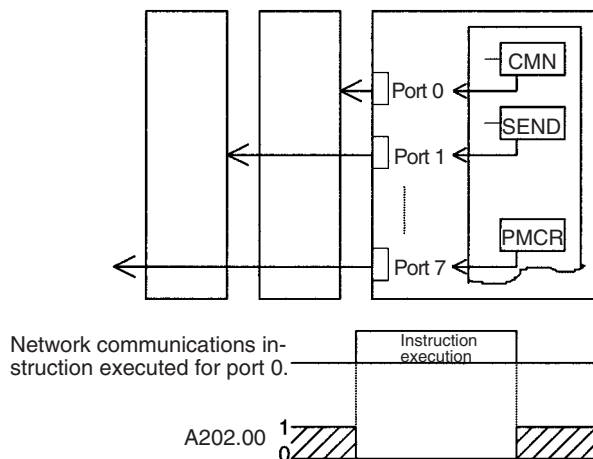 CMN
Port 0
SEND
Port 1
PMCR
Port 7
Network communications in-
struction executed for port 0.
Instruction
execution
A202.00
1
0